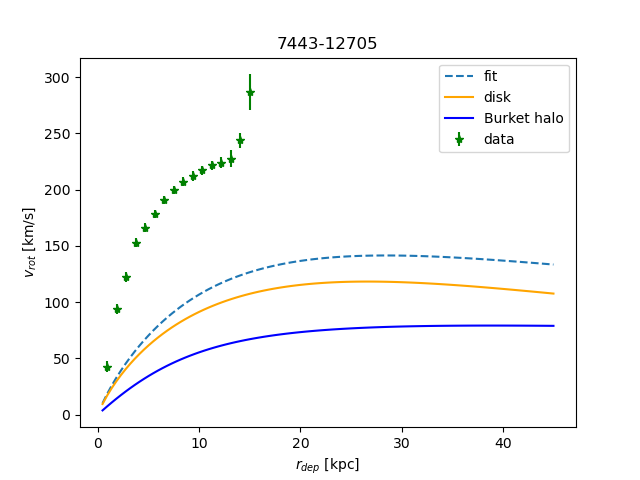 7443-12705
fit
disk
Burket halo
data
300
250
200
150
100
50
0
v_rot [km/s]
0 10 20 30 40
r_dep [kpc]